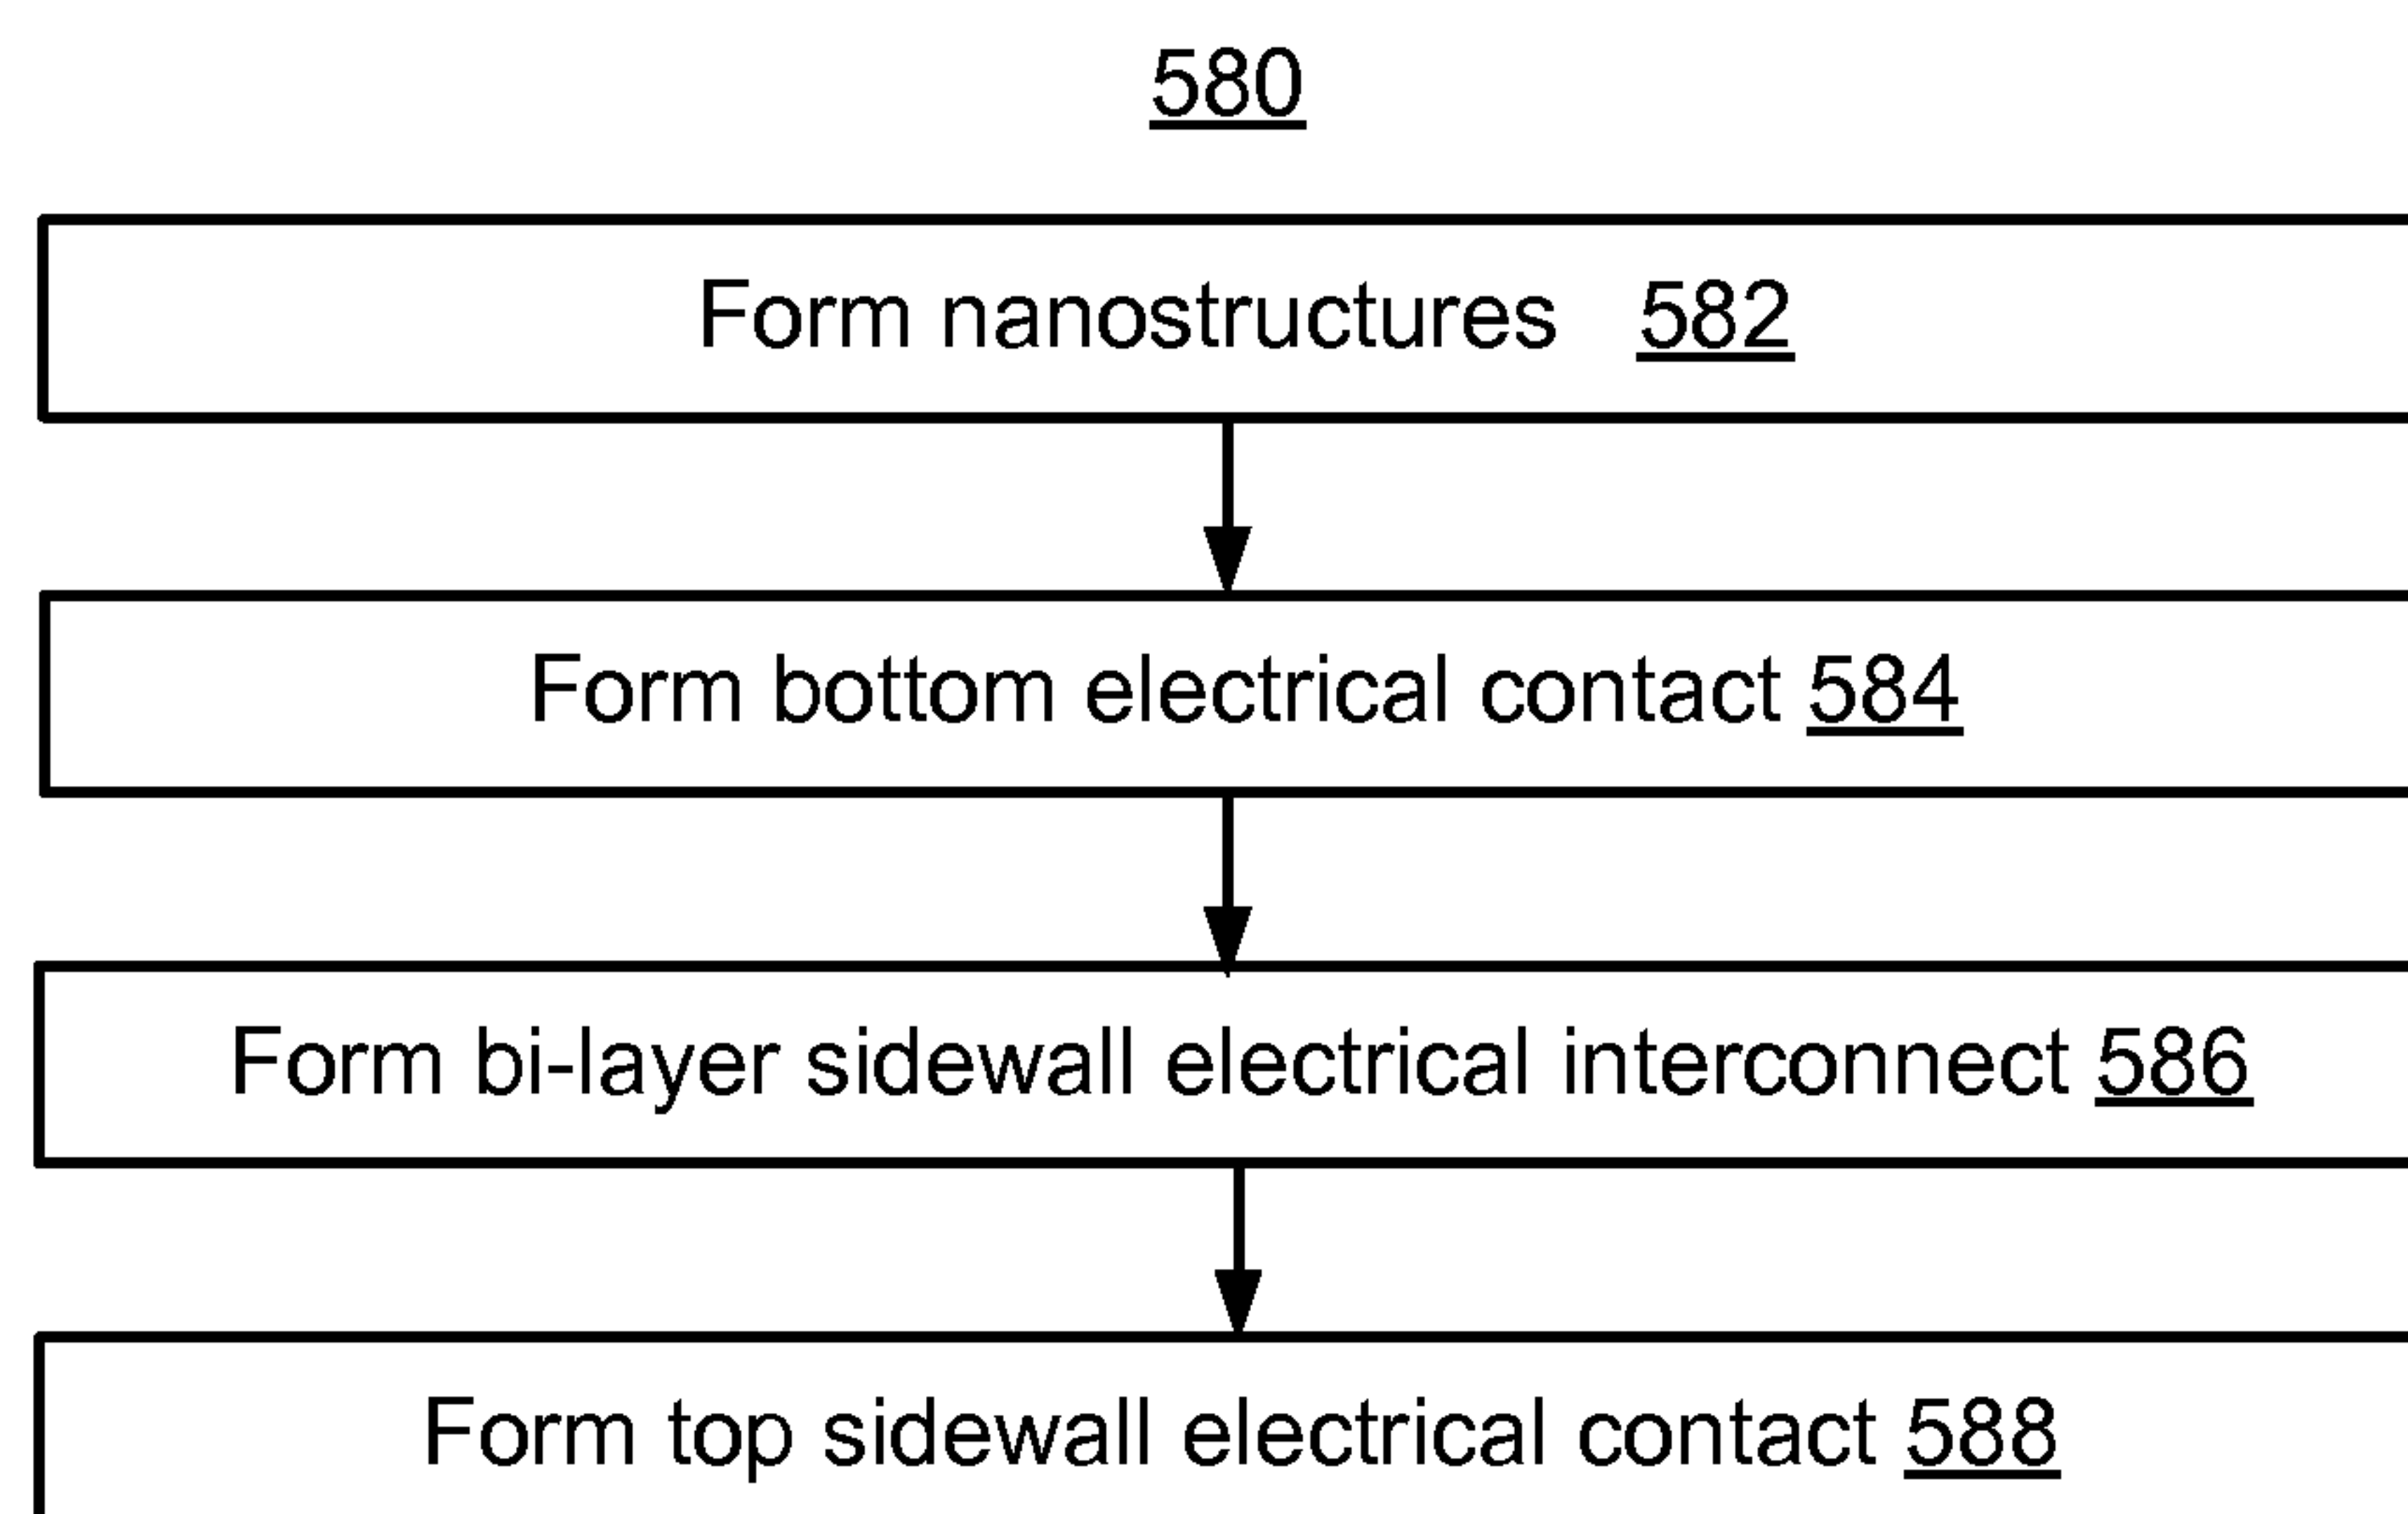 580
Form nanostructures 582
Form bottom electrical contact 584
Form bi-layer sidewall electrical interconnect 586
Form top sidewall electrical contact 588